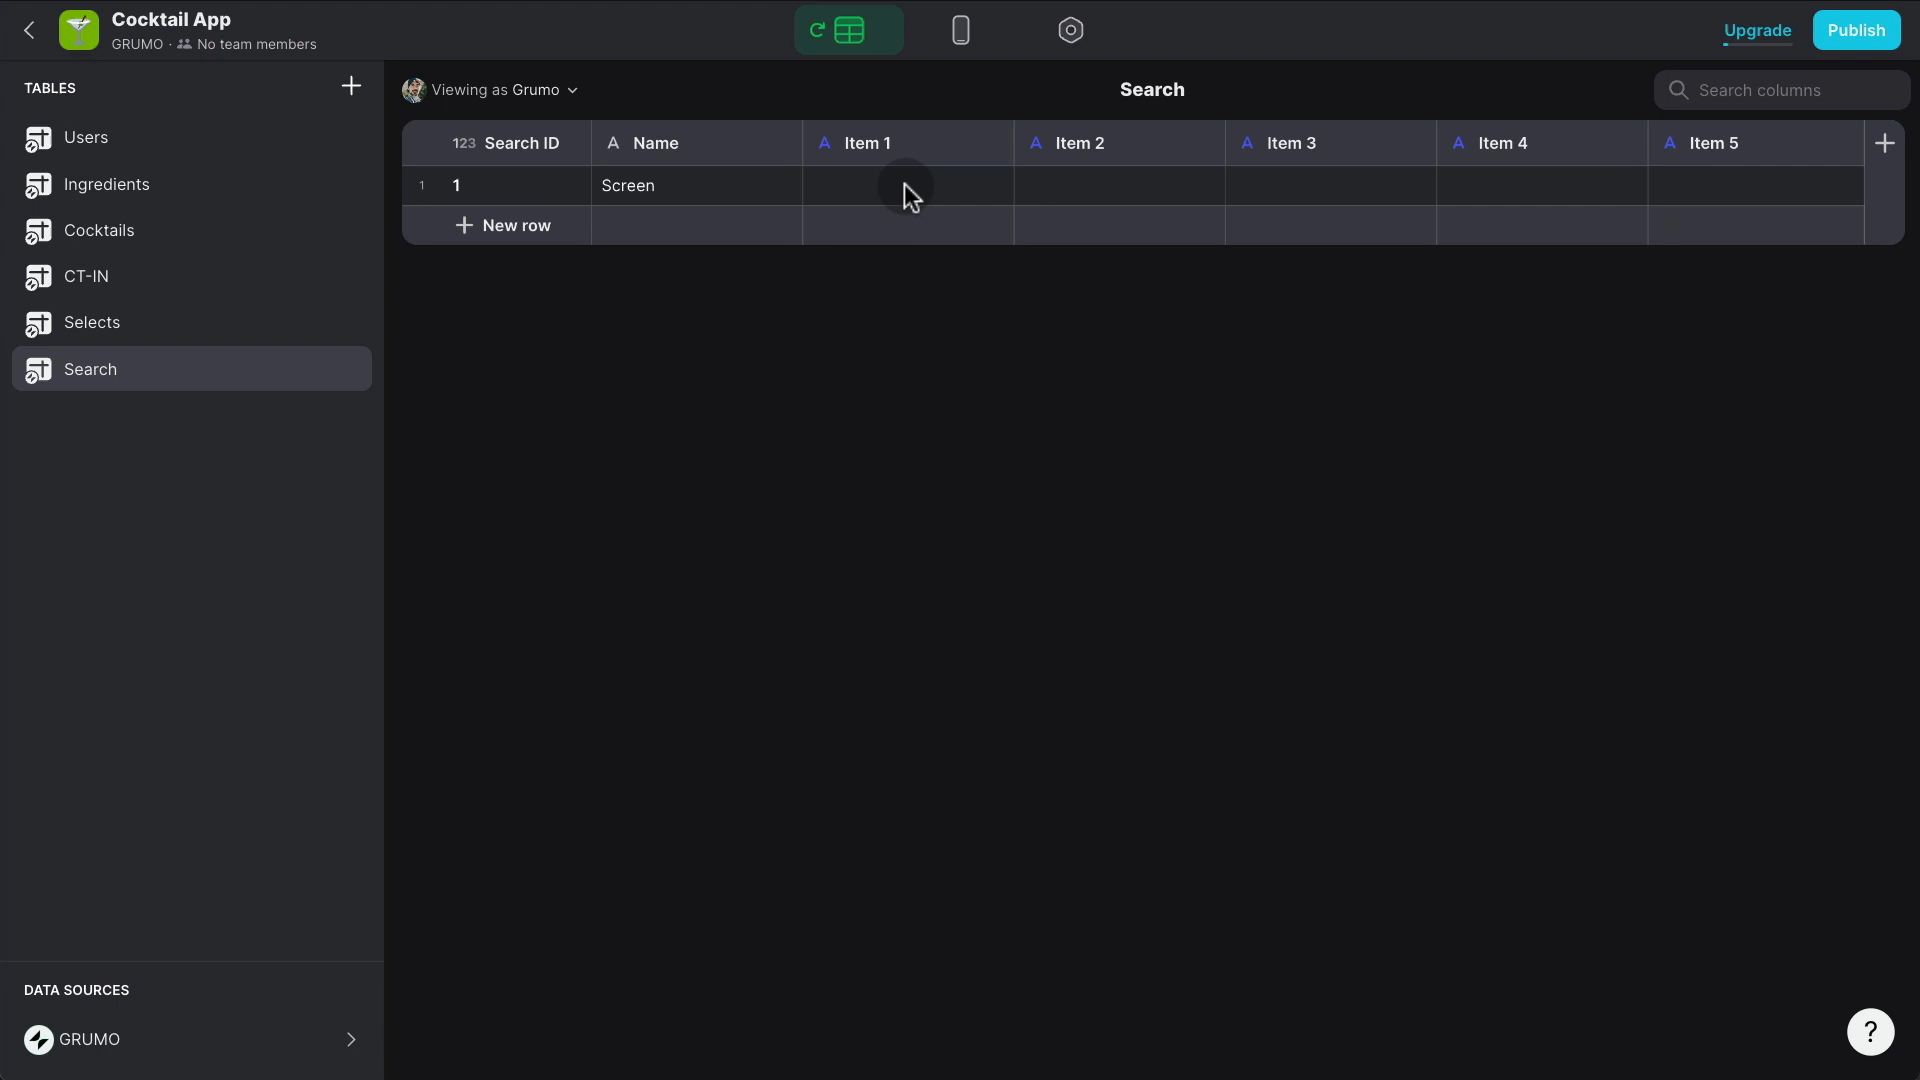 Cocktail App
GRUMO · No team members
Upgrade
Publish
TABLES
Users
Ingredients
Cocktails
CT-IN
Selects
Search
DATA SOURCES
GRUMO
Viewing as Grumo
Search
Search columns
123 Search ID A Name A Item 1 A Item 2 A Item 3 A Item 4 A Item 5
1 1 Screen
New row
?